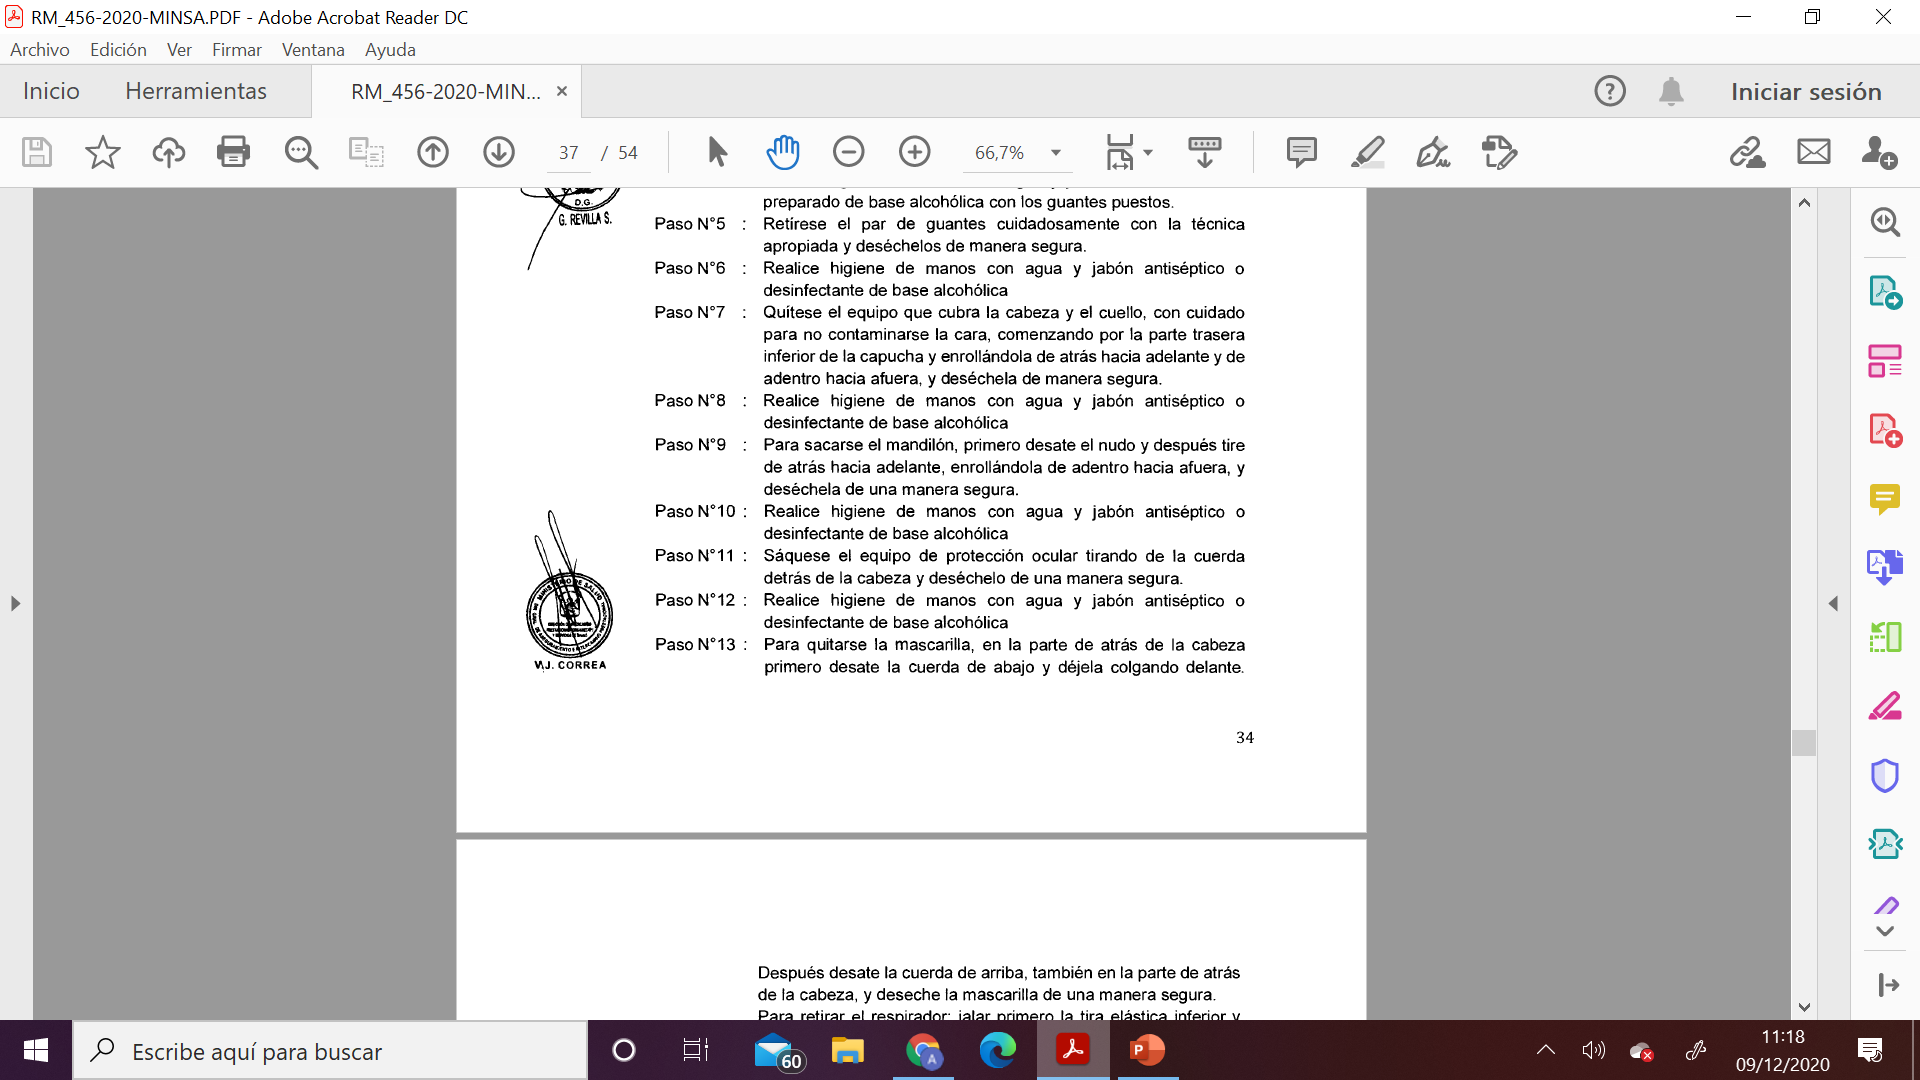 RM_456-2020-MINSA.PDF - Adobe Acrobat Reader DC
Archivo Edición Ver Firmar Ventana Ayuda
Inicio Herramientas RM_456-2020-MIN... × Iniciar sesión
37 / 54 66,7%
D.G.
G. REVILLA S.
preparado de base alcohólica con los guantes puestos.
Paso N°5 : Retírese el par de guantes cuidadosamente con la técnica
apropiada y deséchelos de manera segura.
Paso N°6 : Realice higiene de manos con agua y jabón antiséptico o
desinfectante de base alcohólica
Paso N°7 : Quítese el equipo que cubra la cabeza y el cuello, con cuidado
para no contaminarse la cara, comenzando por la parte trasera
inferior de la capucha y enrollándola de atrás hacia adelante y de
adentro hacia afuera, y deséchela de manera segura.
Paso N°8 : Realice higiene de manos con agua y jabón antiséptico o
desinfectante de base alcohólica
Paso N°9 : Para sacarse el mandilón, primero desate el nudo y después tire
de atrás hacia adelante, enrollándola de adentro hacia afuera, y
deséchela de una manera segura.
Paso N°10 : Realice higiene de manos con agua y jabón antiséptico o
desinfectante de base alcohólica
Paso N°11 : Sáquese el equipo de protección ocular tirando de la cuerda
detrás de la cabeza y deséchelo de una manera segura.
Paso N°12 : Realice higiene de manos con agua y jabón antiséptico o
desinfectante de base alcohólica
Paso N°13 : Para quitarse la mascarilla, en la parte de atrás de la cabeza
primero desate la cuerda de abajo y déjela colgando delante.
MINISTERIO DE SALUD
V.J. CORREA
34
Después desate la cuerda de arriba, también en la parte de atrás
de la cabeza, y deseche la mascarilla de una manera segura.
Para retirar el respirador: jalar primero la tira elástica inferior y
Escribe aquí para buscar
60
A
P
11:18
09/12/2020